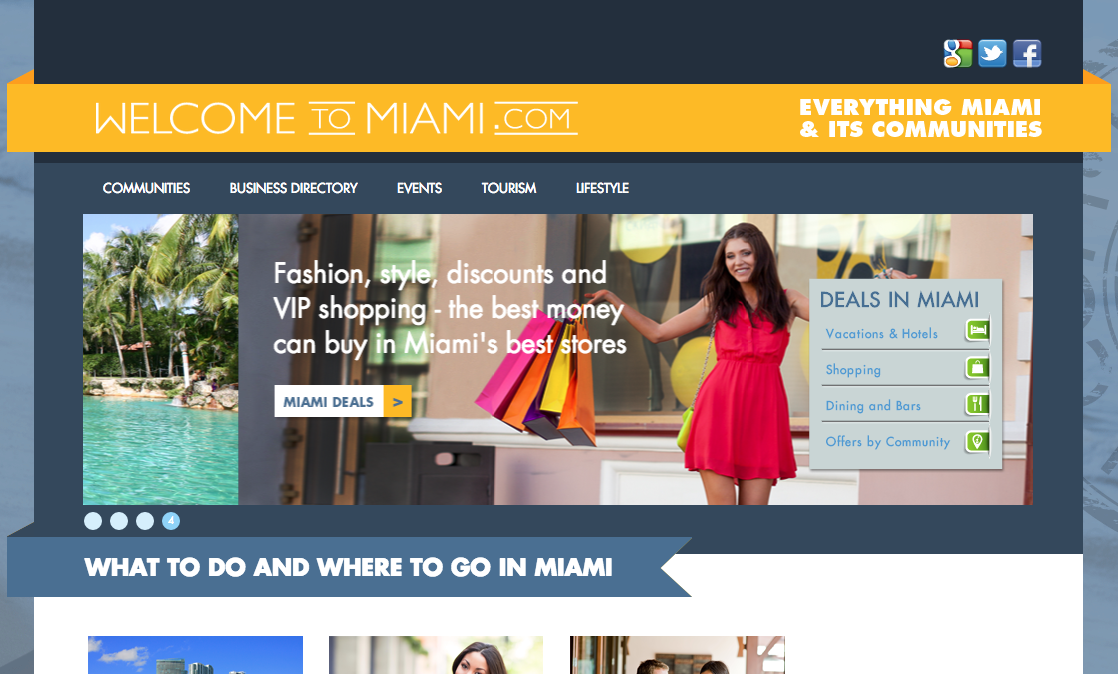 WELCOME TO MIAMI.COM
EVERYTHING MIAMI
& ITS COMMUNITIES
COMMUNITIES BUSINESS DIRECTORY EVENTS TOURISM LIFESTYLE
Fashion, style, discounts and
VIP shopping - the best money
can buy in Miami's best stores
MIAMI DEALS >
DEALS IN MIAMI
Vacations & Hotels
Shopping
Dining and Bars
Offers by Community
4
WHAT TO DO AND WHERE TO GO IN MIAMI